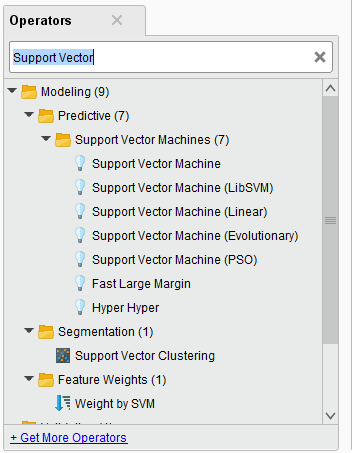 Operators
Support Vector
Modeling (9)
Predictive (7)
Support Vector Machines (7)
Support Vector Machine
Support Vector Machine (LibSVM)
Support Vector Machine (Linear)
Support Vector Machine (Evolutionary)
Support Vector Machine (PSO)
Fast Large Margin
Hyper Hyper
Segmentation (1)
Support Vector Clustering
Feature Weights (1)
Weight by SVM
+ Get More Operators